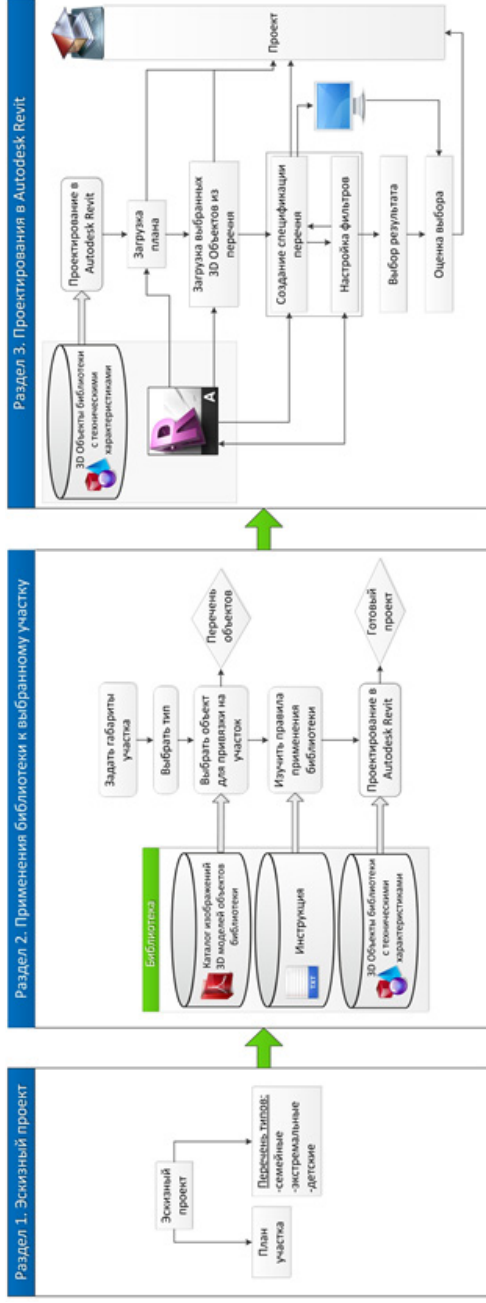 Раздел 1. Эскизный проект
Эскизный
проект
План
участка
Перечень типов:
-семейные
-экстремальные
-детские
Раздел 2. Применения библиотеки к выбранному участку
Библиотека
Каталог изображений
3D моделей объектов
библиотеки
Инструкция
TXT
3D Объекты библиотеки
с техническими
характеристиками
Задать габариты
участка
Выбрать тип
Выбрать объект
для привязки на
участок
Изучить правила
применения
библиотеки
Проектирование в
Autodesk Revit
Перечень
объектов
Готовый
проект
Раздел 3. Проектирования в Autodesk Revit
3D Объекты библиотеки
с техническими
характеристиками
R
A
Проектирование в
Autodesk Revit
Загрузка
плана
Загрузка выбранных
3D Объектов из
перечня
Создание спецификации
перечня
Настройка фильтров
Выбор результата
Оценка выбора
Проект